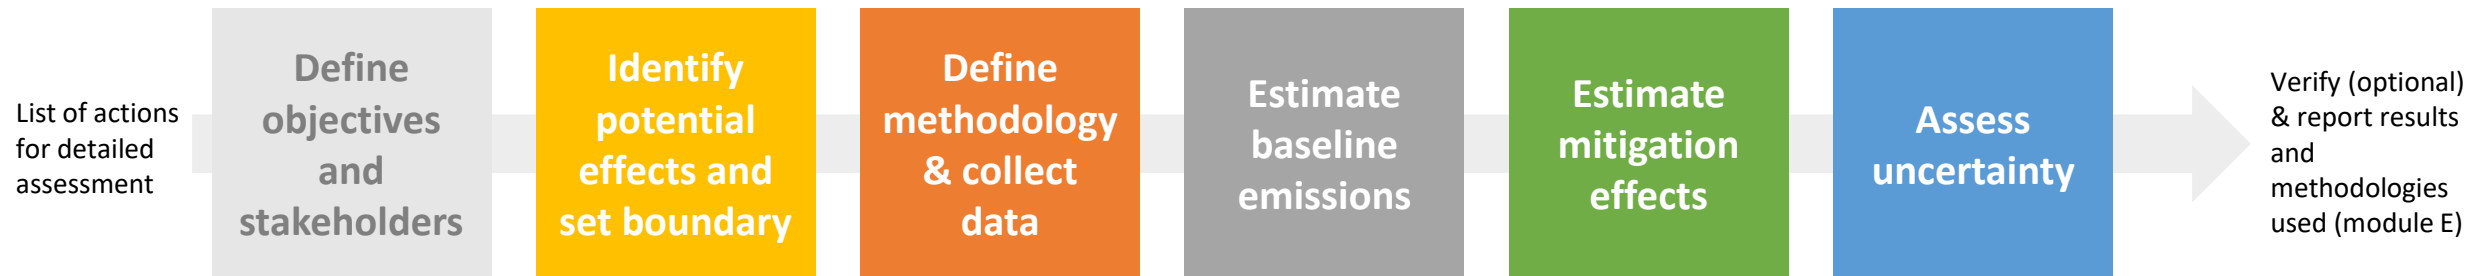 List of actions
for detailed
assessment
Define
objectives
and
stakeholders
Identify
potential
effects and
set boundary
Define
methodology
& collect
data
Estimate
baseline
emissions
Estimate
mitigation
effects
Assess
uncertainty
Verify (optional)
& report results
and
methodologies
used (module E)